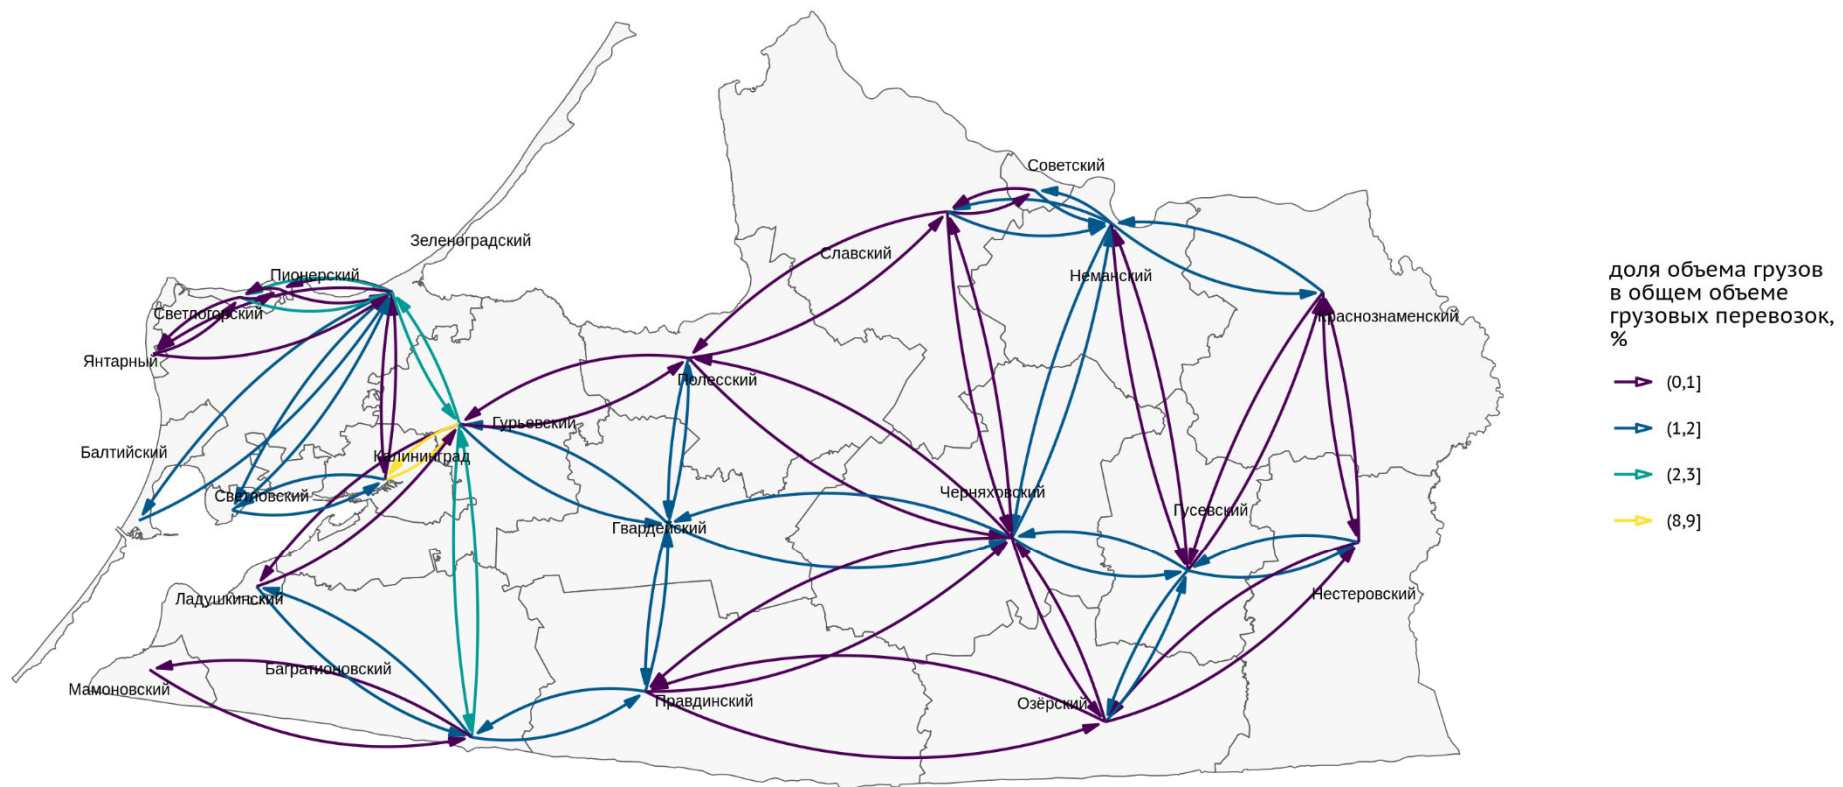 Советский
Зеленоградский
Славский
Пионерский
Неманский
Светлогорский
Краснознаменский
Янтарный
Полесский
Гурьевский
Балтийский
Калининград
Светловский
Черняховский
Гусевский
Гвардейский
Ладушкинский
Нестеровский
Багратионовский
Мамоновский
Правдинский
Озёрский
доля объема грузов
в общем объеме
грузовых перевозок,
%
(0,1]
(1,2]
(2,3]
(8,9]